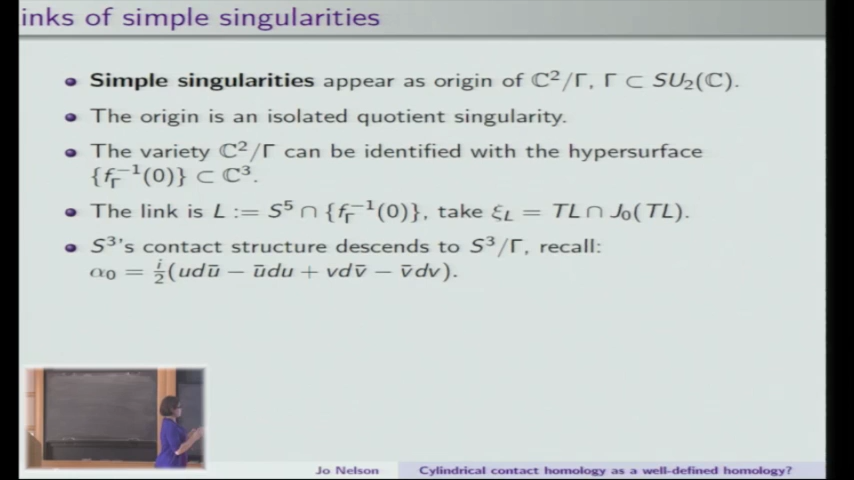 inks of simple singularities
Simple singularities appear as origin of ℂ²/Γ, Γ ⊂ SU₂(ℂ).
The origin is an isolated quotient singularity.
The variety ℂ²/Γ can be identified with the hypersurface
{f_Γ⁻¹(0)} ⊂ ℂ³.
The link is L := S⁵ ∩ {f_Γ⁻¹(0)}, take ξ_L = TL ∩ J₀(TL).
S³'s contact structure descends to S³/Γ, recall:
α₀ = i/2(udū − ūdu + vdv̄ − v̄dv).
Jo Nelson
Cylindrical contact homology as a well-defined homology?